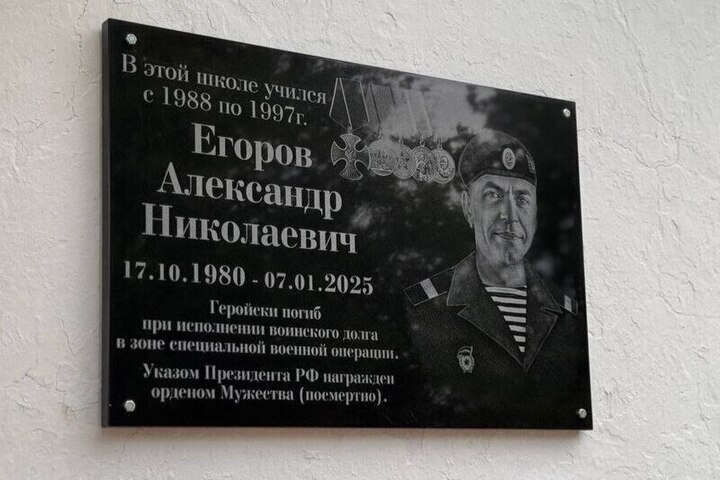 В этой школе учился
с 1988 по 1997г.
Егоров
Александр
Николаевич
17.10.1980 - 07.01.2025
Геройски погиб
при исполнении воинского долга
в зоне специальной военной операции.
Указом Президента РФ награжден
орденом Мужества (посмертно).